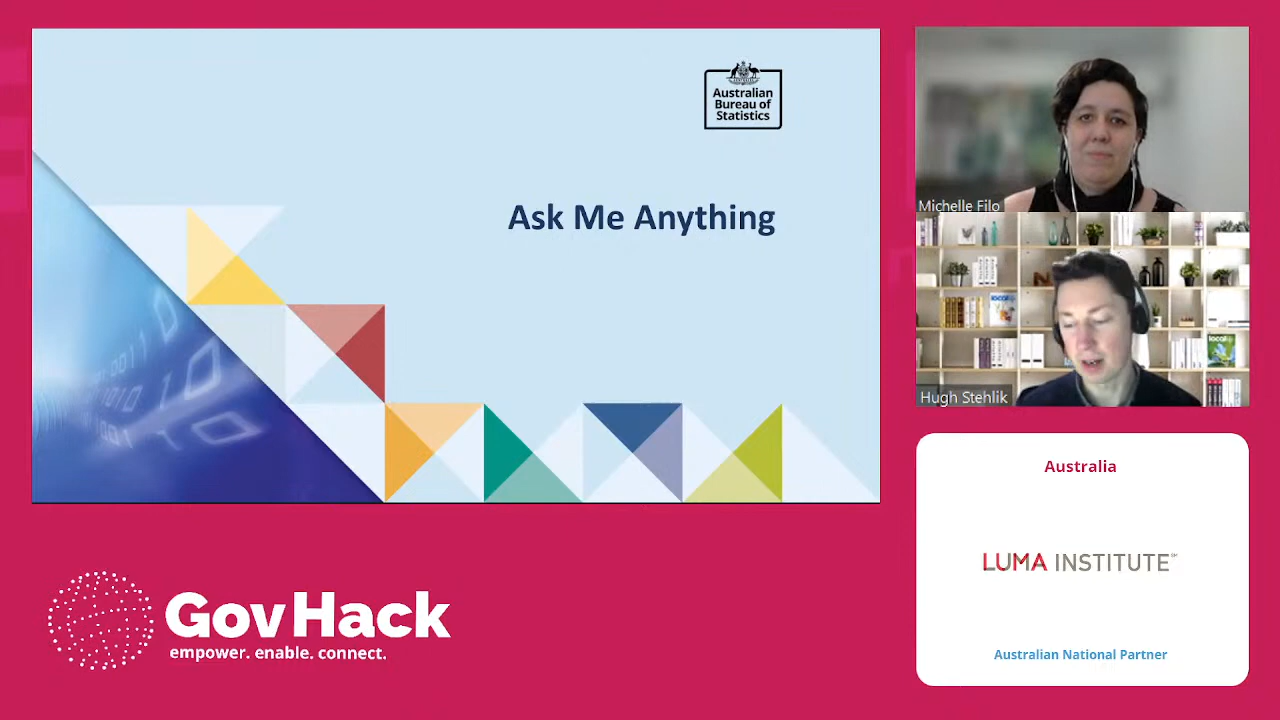 Australian
Bureau of
Statistics
Ask Me Anything
Michelle Filo
Hugh Stehlik
local
Australia
LUMA INSTITUTE
Australian National Partner
GovHack
empower. enable. connect.